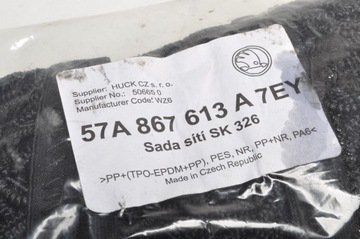 Supplier: HUCK CZ s. r. o.
Supplier No.: 50665 0
Manufacturer Code: WZ6
57A 867 613 A 7EY
Sada sítí SK 326
>PP+(TPO-EPDM+PP), PES, NR, PP+NR, PA6<
Made in Czech Republic